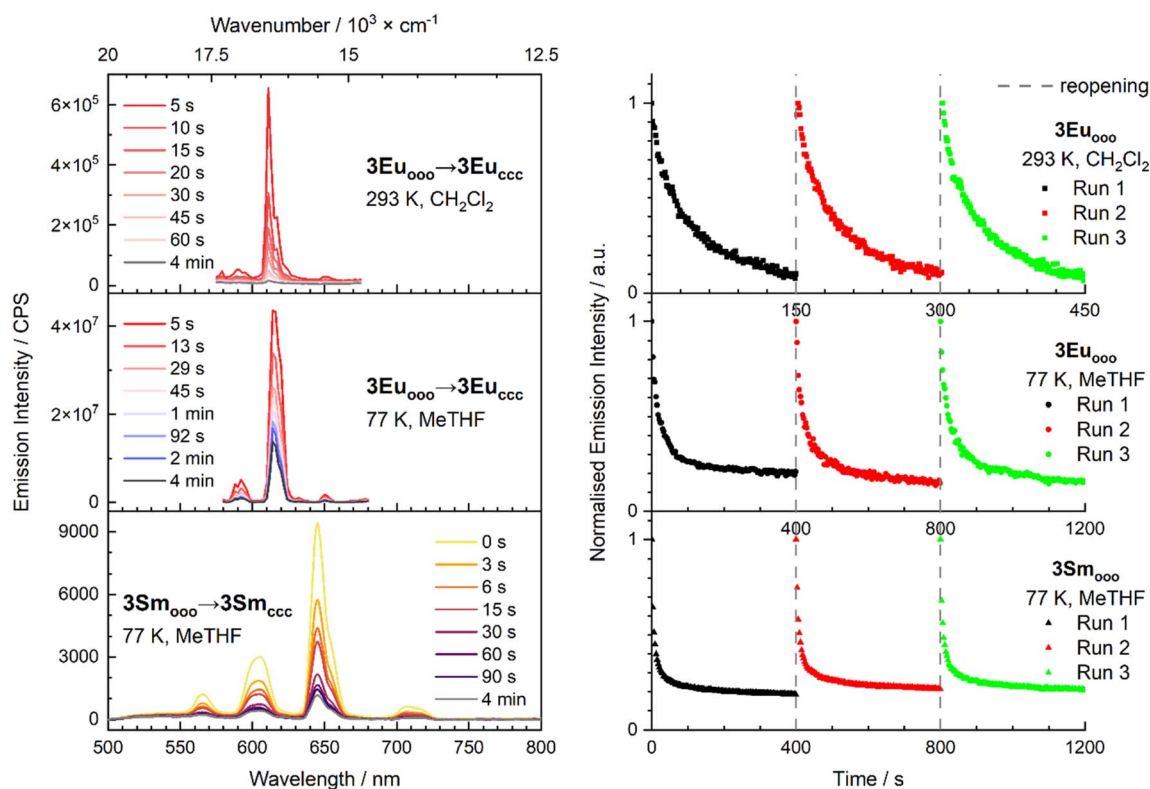 Wavenumber / 10³ × cm⁻¹
20 17.5 15 12.5
Emission Intensity / CPS
6×10⁵
4×10⁵
2×10⁵
0
5 s
10 s
15 s
20 s
30 s
45 s
60 s
4 min
3Euooo→3Euccc
293 K, CH₂Cl₂
4×10⁷
2×10⁷
0
5 s
13 s
29 s
45 s
1 min
92 s
2 min
4 min
3Euooo→3Euccc
77 K, MeTHF
9000
6000
3000
0
3Smooo→3Smccc
77 K, MeTHF
0 s
3 s
6 s
15 s
30 s
60 s
90 s
4 min
500 550 600 650 700 750 800
Wavelength / nm
Normalised Emission Intensity / a.u.
reopening
1
0
3Euooo
293 K, CH₂Cl₂
Run 1
Run 2
Run 3
150 300 450
1
0
3Euooo
77 K, MeTHF
Run 1
Run 2
Run 3
400 800 1200
1
0
3Smooo
77 K, MeTHF
Run 1
Run 2
Run 3
0 400 800 1200
Time / s